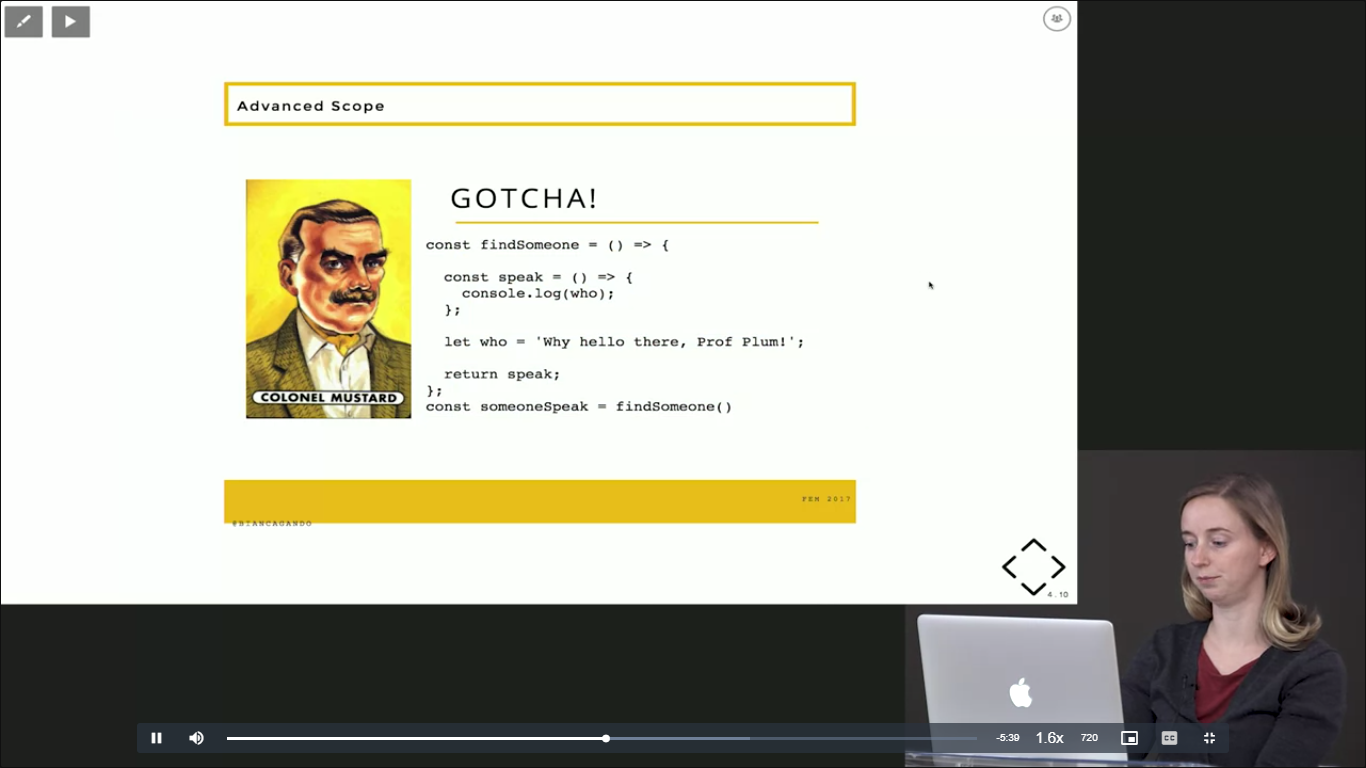 Advanced Scope
GOTCHA!
const findSomeone = () => {
const speak = () => {
console.log(who);
};
let who = 'Why hello there, Prof Plum!';
return speak;
};
const someoneSpeak = findSomeone()
COLONEL MUSTARD
FEM 2017
@BIANCAGANDO
4.10
-5:39
1.6x
720
CC